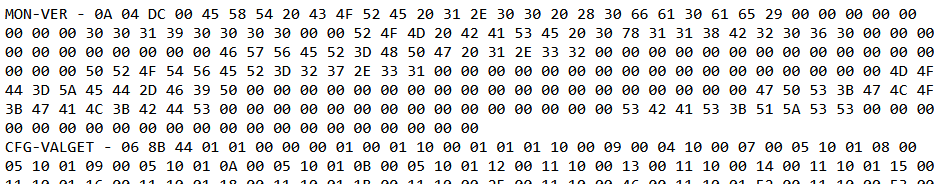 MON-VER - 0A 04 DC 00 45 58 54 20 43 4F 52 45 20 31 2E 30 30 20 28 30 66 61 30 61 65 29 00 00 00 00 00
00 00 00 30 30 31 39 30 30 30 30 00 00 52 4F 4D 20 42 41 53 45 20 30 78 31 31 38 42 32 30 36 30 00 00 00
00 00 00 00 00 00 00 00 46 57 56 45 52 3D 48 50 47 20 31 2E 33 32 00 00 00 00 00 00 00 00 00 00 00 00 00
00 00 00 50 52 4F 54 56 45 52 3D 32 37 2E 33 31 00 00 00 00 00 00 00 00 00 00 00 00 00 00 00 00 00 4D 4F
44 3D 5A 45 44 2D 46 39 50 00 00 00 00 00 00 00 00 00 00 00 00 00 00 00 00 00 00 00 47 50 53 3B 47 4C 4F
3B 47 41 4C 3B 42 44 53 00 00 00 00 00 00 00 00 00 00 00 00 00 00 00 53 42 41 53 3B 51 5A 53 53 00 00 00
00 00 00 00 00 00 00 00 00 00 00 00 00 00 00 00 00 00
CFG-VALGET - 06 8B 44 01 01 00 00 00 01 00 01 10 00 01 01 01 10 00 09 00 04 10 00 07 00 05 10 01 08 00
05 10 01 09 00 05 10 01 0A 00 05 10 01 0B 00 05 10 01 12 00 11 10 00 13 00 11 10 00 14 00 11 10 01 15 00